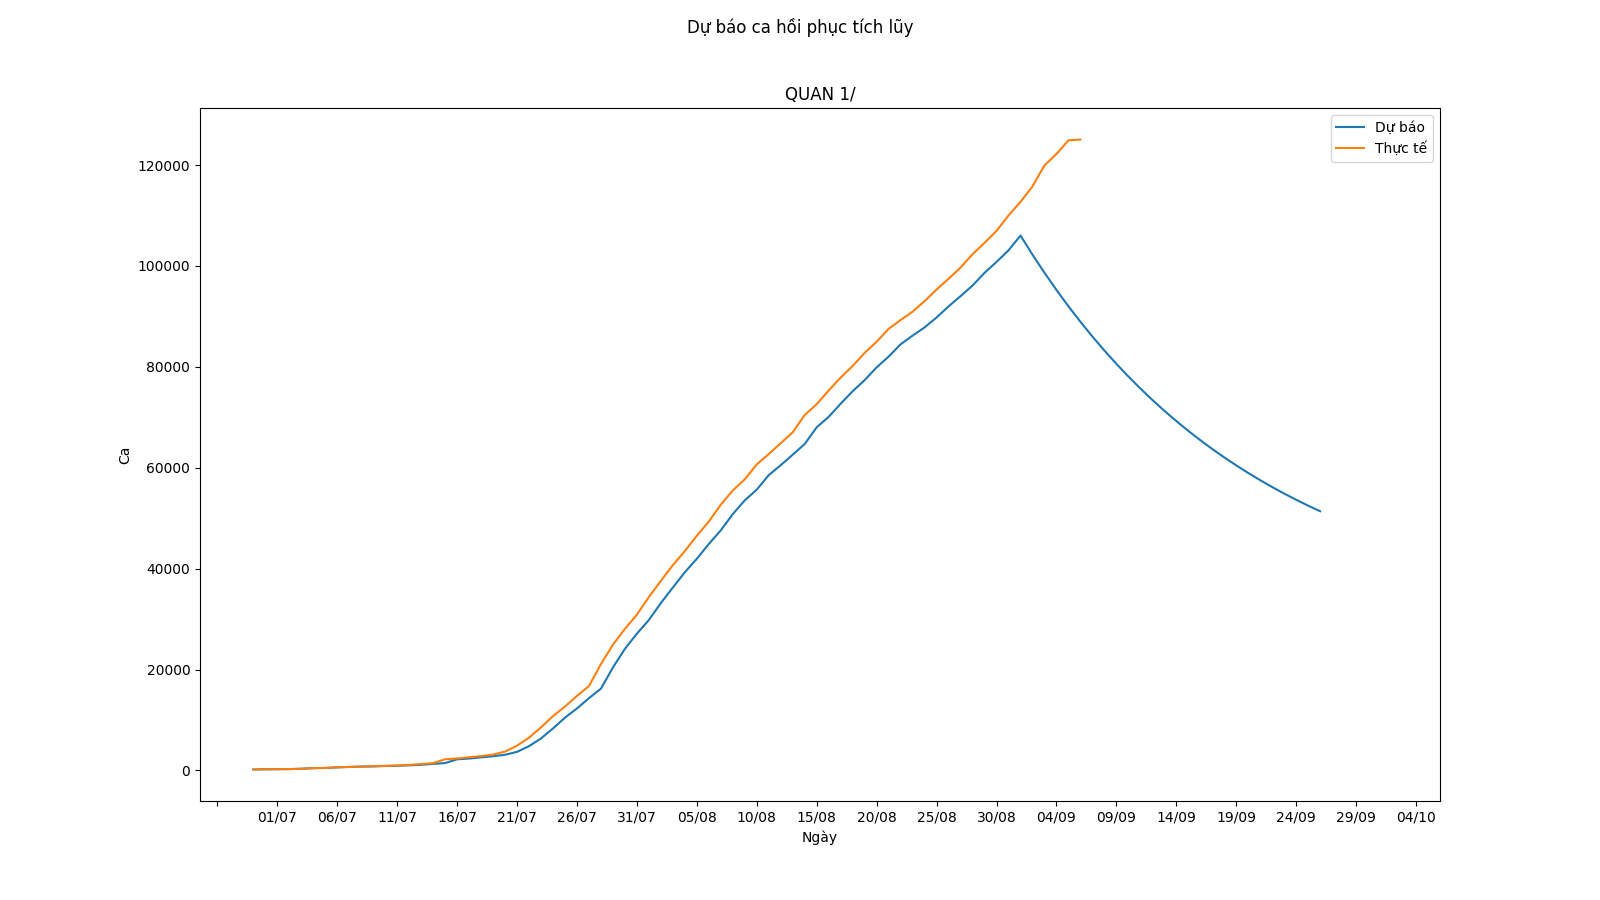 Dự báo ca hồi phục tích lũy
QUAN 1/
Dự báo
Thực tế
120000
100000
80000
60000
40000
20000
0
Ca
01/07 06/07 11/07 16/07 21/07 26/07 31/07 05/08 10/08 15/08 20/08 25/08 30/08 04/09 09/09 14/09 19/09 24/09 29/09 04/10
Ngày